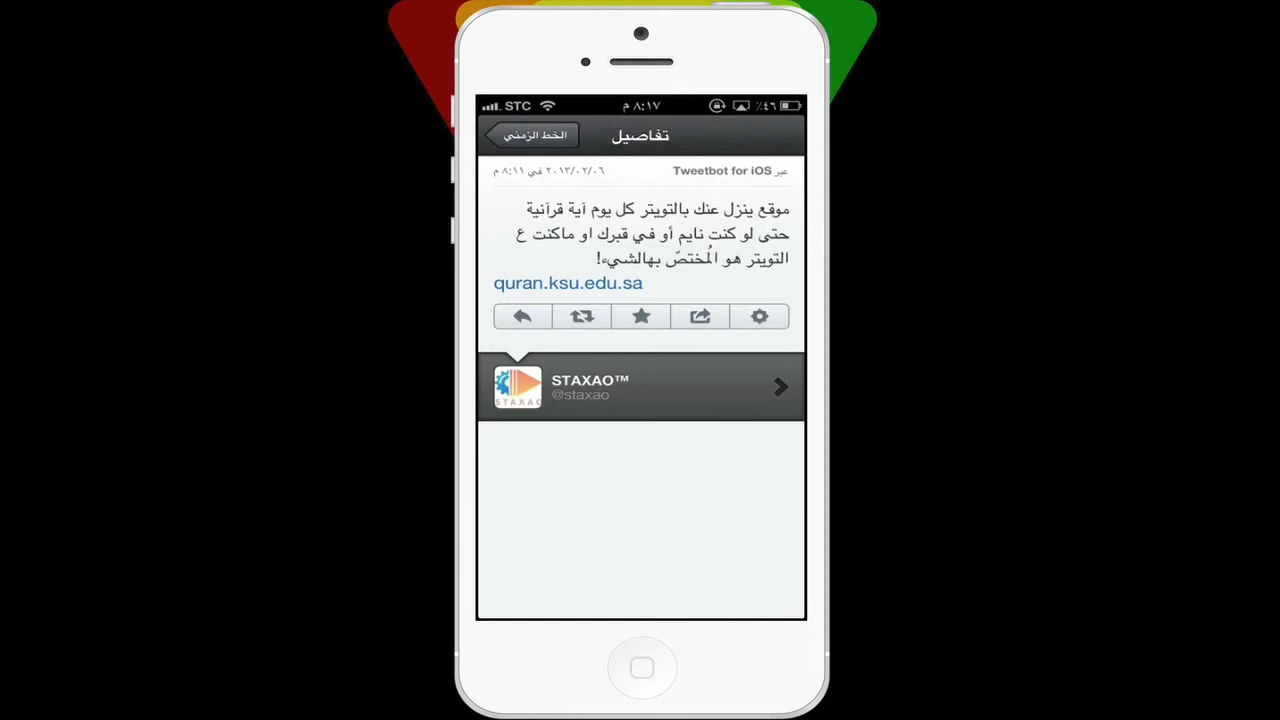 STC ٨:١٧ م ٪٤٦
الخط الزمني تفاصيل
عبر Tweetbot for iOS ٢٠١٣/٠٢/٠٦ في ٨:١١ م
موقع ينزل عنك بالتويتر كل يوم آية قرآنية
حتى لو كنت نايم أو في قبرك او ماكنت ع
التويتر هو المُختصّ بهالشيء!
quran.ksu.edu.sa
STAXAO
STAXAO™
@staxao